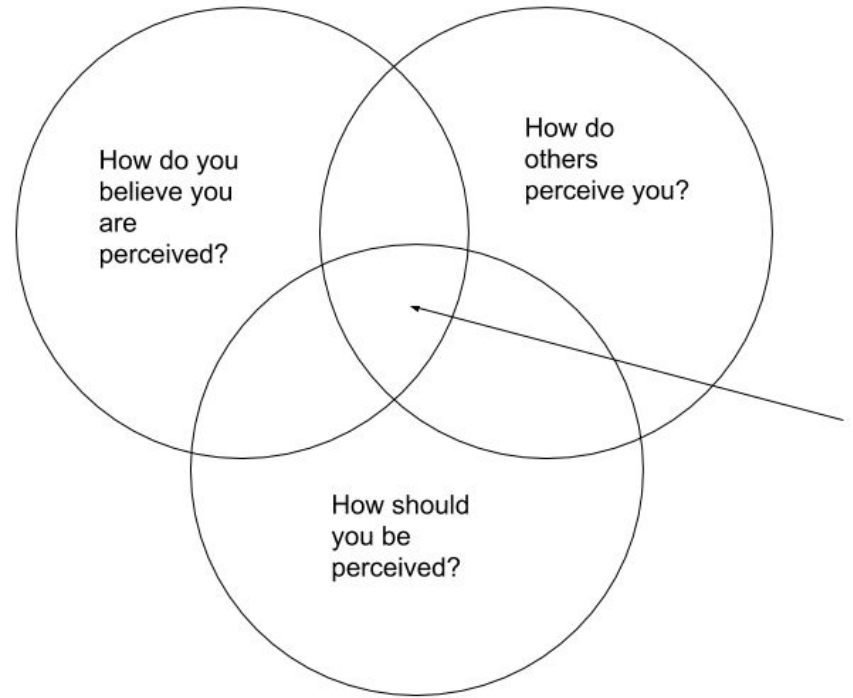 How do you
believe you
are
perceived?
How do
others
perceive you?
How should
you be
perceived?